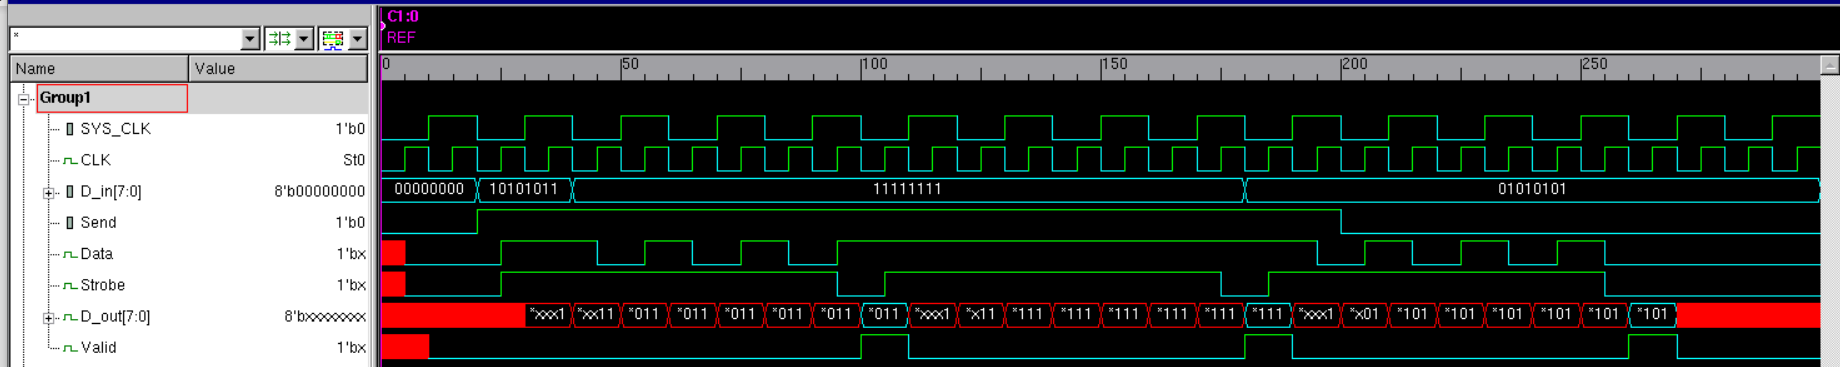 C1:0
*
REF
Name Value
0 50 100 150 200 250
Group1
SYS_CLK 1'b0
CLK St0
D_in[7:0] 8'b00000000 00000000 10101011 11111111 01010101
Send 1'b0
Data 1'bx
Strobe 1'bx
D_out[7:0] 8'bxxxxxxxx *xxx1 *xx11 *011 *011 *011 *011 *011 *011 *xxx1 *x11 *111 *111 *111 *111 *111 *111 *xxx1 *x01 *101 *101 *101 *101 *101 *101
Valid 1'bx